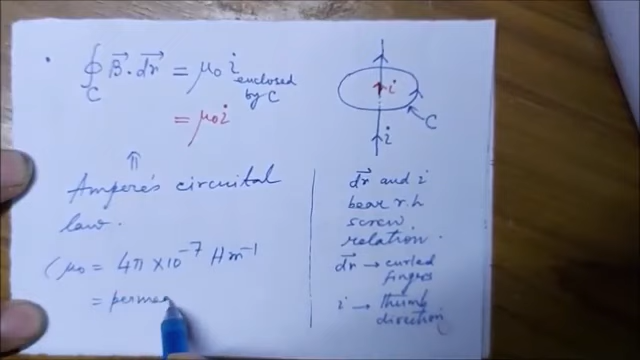 ∮ B⃗ · dr⃗ = μ₀ i enclosed by C
C
= μ₀i
⇑
Ampere's circuital
law.
(μ₀ = 4π × 10⁻⁷ Hm⁻¹
= permea
i
C
i
dr⃗ and i
bear r.h
screw
relation.
dr⃗ → curled
fingers
i → thumb
direction